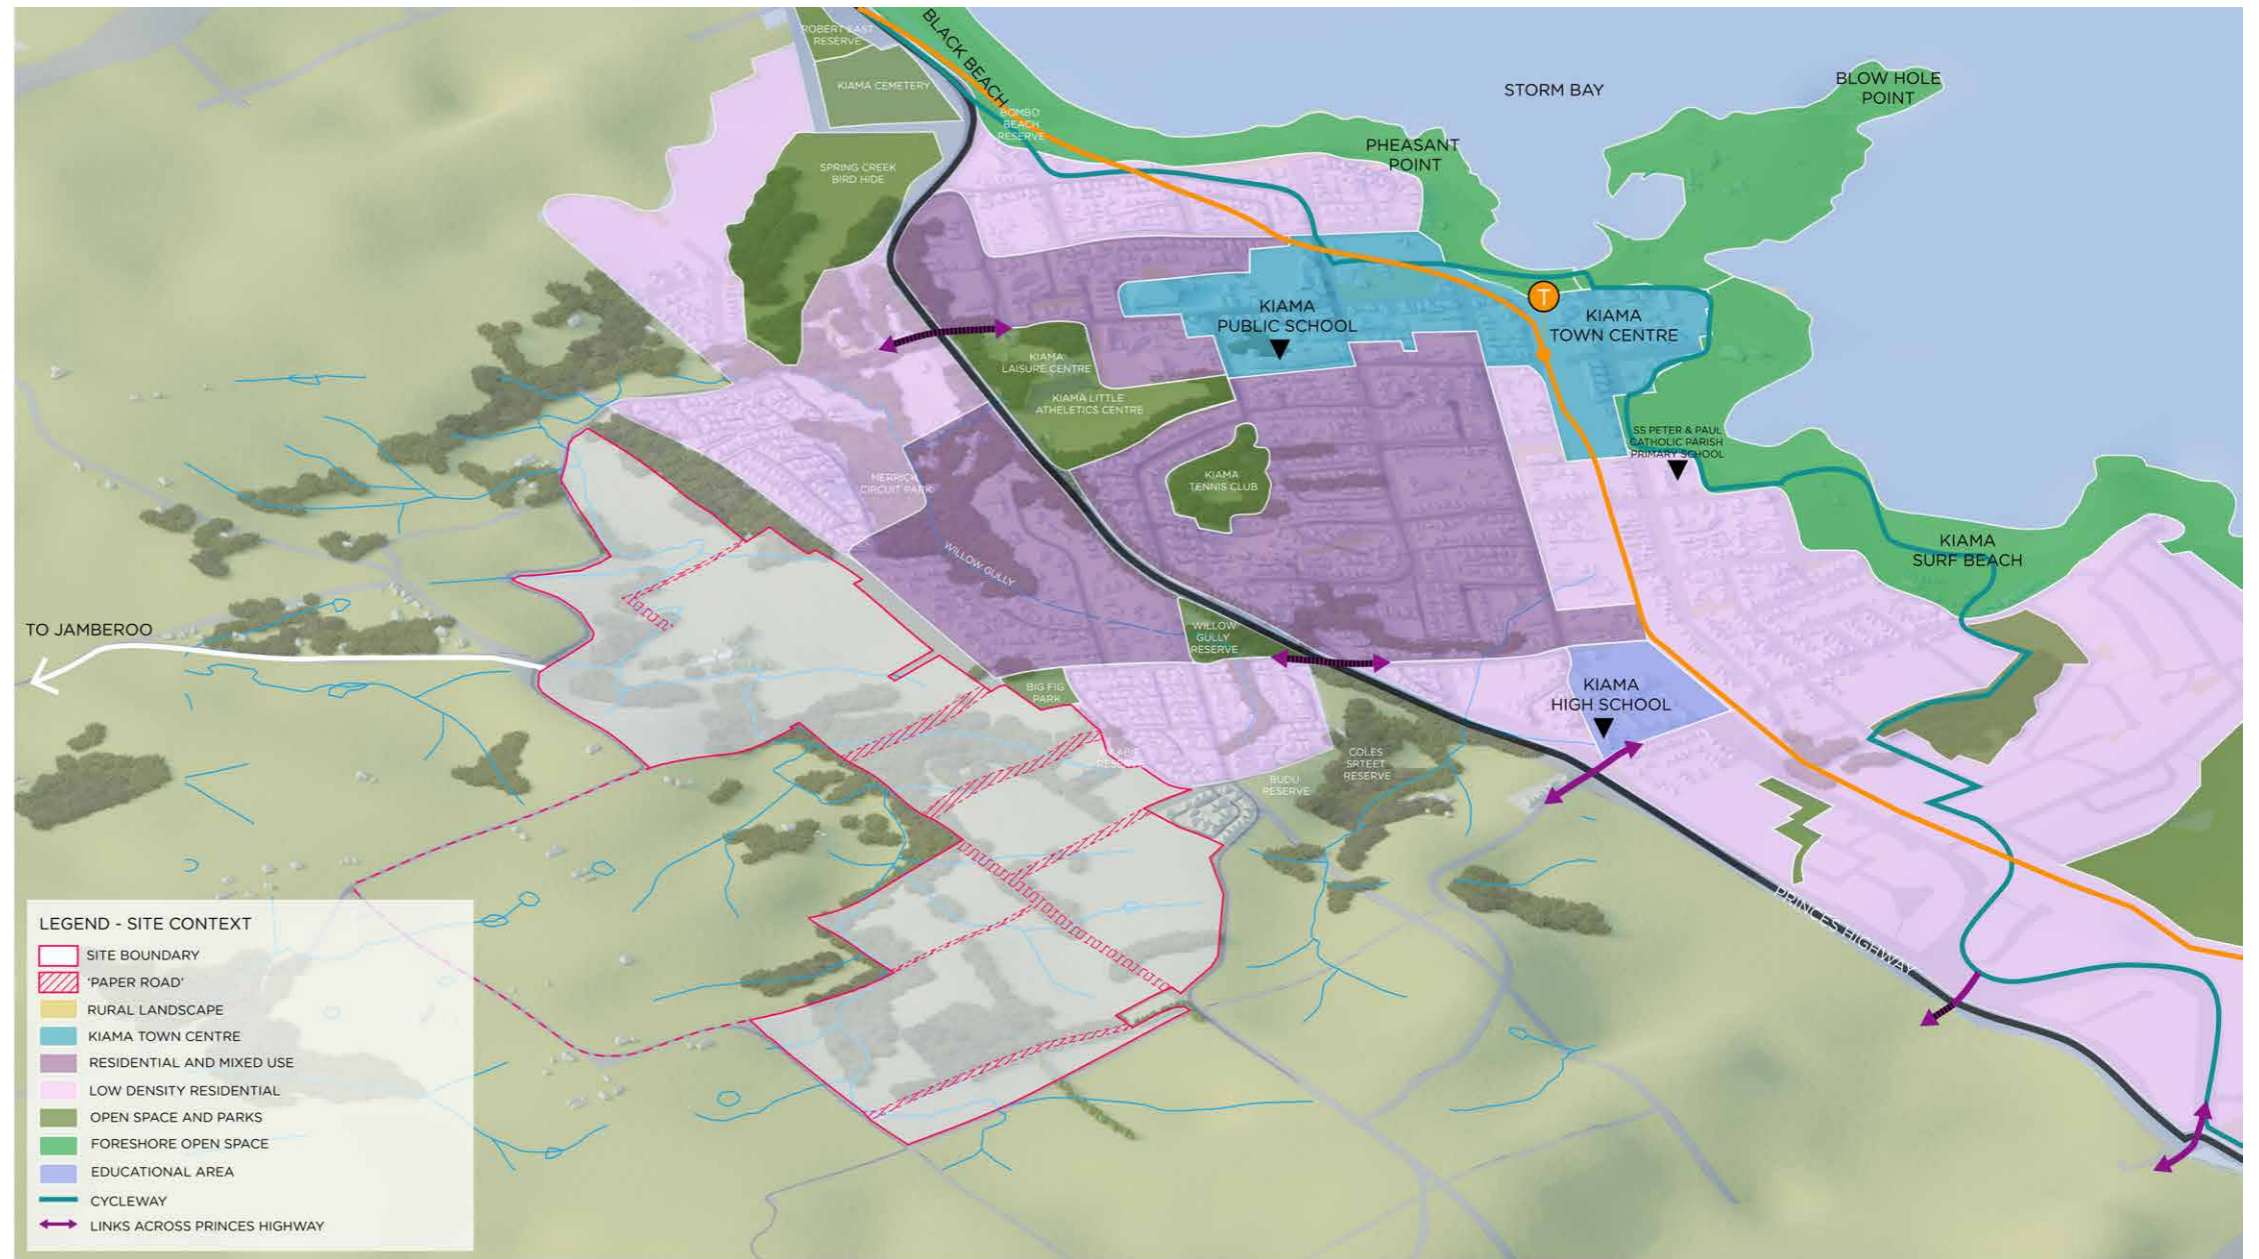 ROBERT EAST
RESERVE
KIAMA CEMETERY
BLACK BEACH
BOMBO
BEACH
RESERVE
SPRING CREEK
BIRD HIDE
STORM BAY
BLOW HOLE
POINT
PHEASANT
POINT
KIAMA
PUBLIC SCHOOL
T
KIAMA
TOWN CENTRE
KIAMA
LAISURE CENTRE
KIAMA LITTLE
ATHELETICS CENTRE
KIAMA
TENNIS CLUB
SS PETER & PAUL
CATHOLIC PARISH
PRIMARY SCHOOL
MERRICK
CIRCUIT PARK
WILLOW GULLY
KIAMA
SURF BEACH
TO JAMBEROO
WILLOW
GULLY
RESERVE
BIG FIG
PARK
KIAMA
HIGH SCHOOL
RESERVE
COLES
SRTEET
RESERVE
BUDU
RESERVE
PRINCES HIGHWAY
LEGEND - SITE CONTEXT
SITE BOUNDARY
'PAPER ROAD'
RURAL LANDSCAPE
KIAMA TOWN CENTRE
RESIDENTIAL AND MIXED USE
LOW DENSITY RESIDENTIAL
OPEN SPACE AND PARKS
FORESHORE OPEN SPACE
EDUCATIONAL AREA
CYCLEWAY
LINKS ACROSS PRINCES HIGHWAY